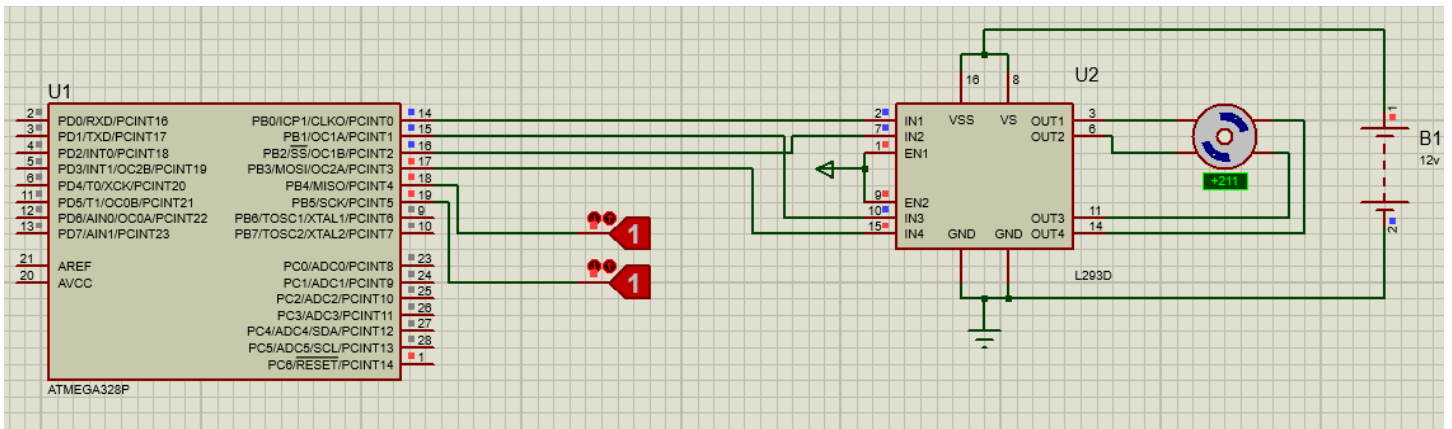 U1
2 PD0/RXD/PCINT16
3 PD1/TXD/PCINT17
4 PD2/INT0/PCINT18
5 PD3/INT1/OC2B/PCINT19
6 PD4/T0/XCK/PCINT20
11 PD5/T1/OC0B/PCINT21
12 PD6/AIN0/OC0A/PCINT22
13 PD7/AIN1/PCINT23
21 AREF
20 AVCC
PB0/ICP1/CLKO/PCINT0 14
PB1/OC1A/PCINT1 15
PB2/SS/OC1B/PCINT2 16
PB3/MOSI/OC2A/PCINT3 17
PB4/MISO/PCINT4 18
PB5/SCK/PCINT5 19
PB6/TOSC1/XTAL1/PCINT6 9
PB7/TOSC2/XTAL2/PCINT7 10
PC0/ADC0/PCINT8 23
PC1/ADC1/PCINT9 24
PC2/ADC2/PCINT10 25
PC3/ADC3/PCINT11 26
PC4/ADC4/SDA/PCINT12 27
PC5/ADC5/SCL/PCINT13 28
PC6/RESET/PCINT14 1
ATMEGA328P
1
1
U2
16 8
VSS VS
2 IN1
7 IN2
1 EN1
9 EN2
10 IN3
15 IN4
OUT1 3
OUT2 6
OUT3 11
OUT4 14
GND GND
L293D
+211
1
B1
12v
2